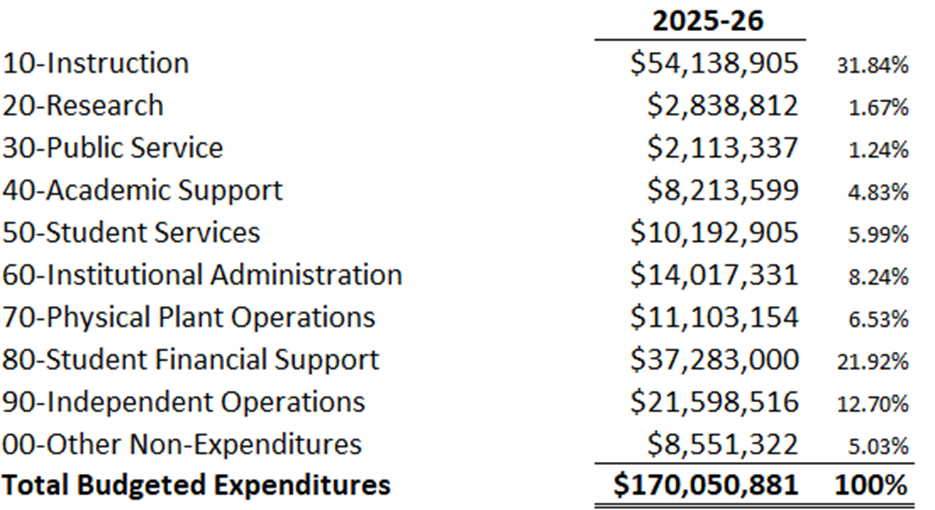 2025-26
10-Instruction $54,138,905 31.84%
20-Research $2,838,812 1.67%
30-Public Service $2,113,337 1.24%
40-Academic Support $8,213,599 4.83%
50-Student Services $10,192,905 5.99%
60-Institutional Administration $14,017,331 8.24%
70-Physical Plant Operations $11,103,154 6.53%
80-Student Financial Support $37,283,000 21.92%
90-Independent Operations $21,598,516 12.70%
00-Other Non-Expenditures $8,551,322 5.03%
Total Budgeted Expenditures $170,050,881 100%